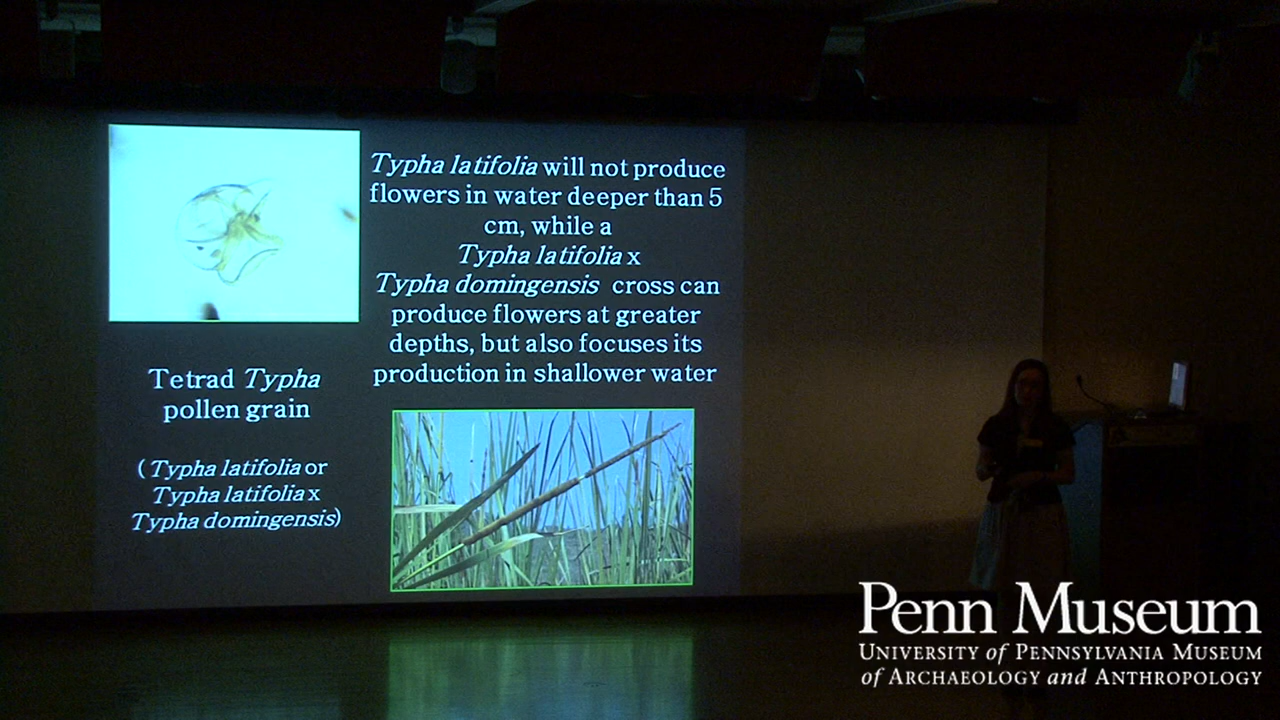 Typha latifolia will not produce
flowers in water deeper than 5
cm, while a
Typha latifolia x
Typha domingensis cross can
produce flowers at greater
depths, but also focuses its
production in shallower water
Tetrad Typha
pollen grain
( Typha latifolia or
Typha latifolia x
Typha domingensis)
Penn Museum
University of Pennsylvania Museum
of Archaeology and Anthropology